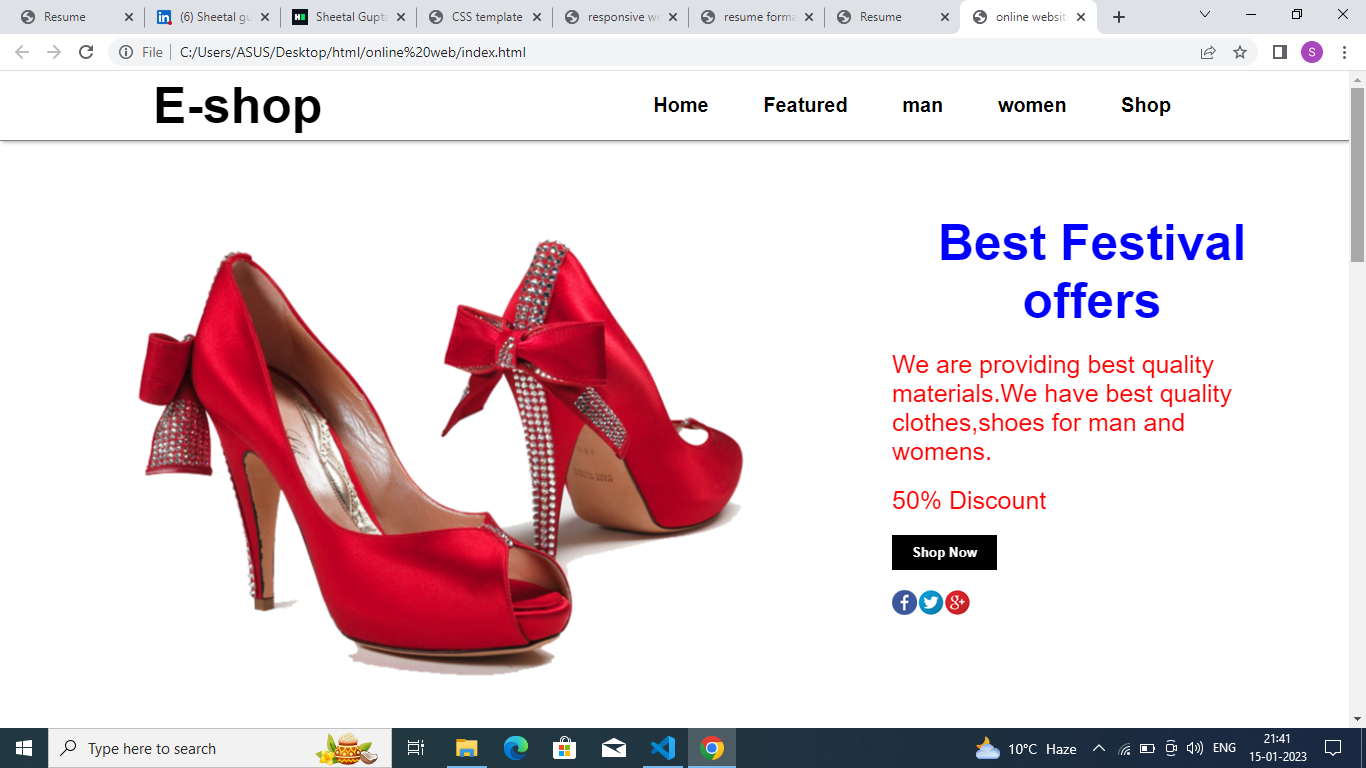 Resume
(6) Sheetal gu
Sheetal Gupta
CSS template
responsive we
resume forma
Resume
online websit
File
C:/Users/ASUS/Desktop/html/online%20web/index.html
S
E-shop
Home
Featured
man
women
Shop
Best Festival
offers
We are providing best quality
materials.We have best quality
clothes,shoes for man and
womens.
50% Discount
Shop Now
Type here to search
10°C Haze
ENG
21:41
15-01-2023